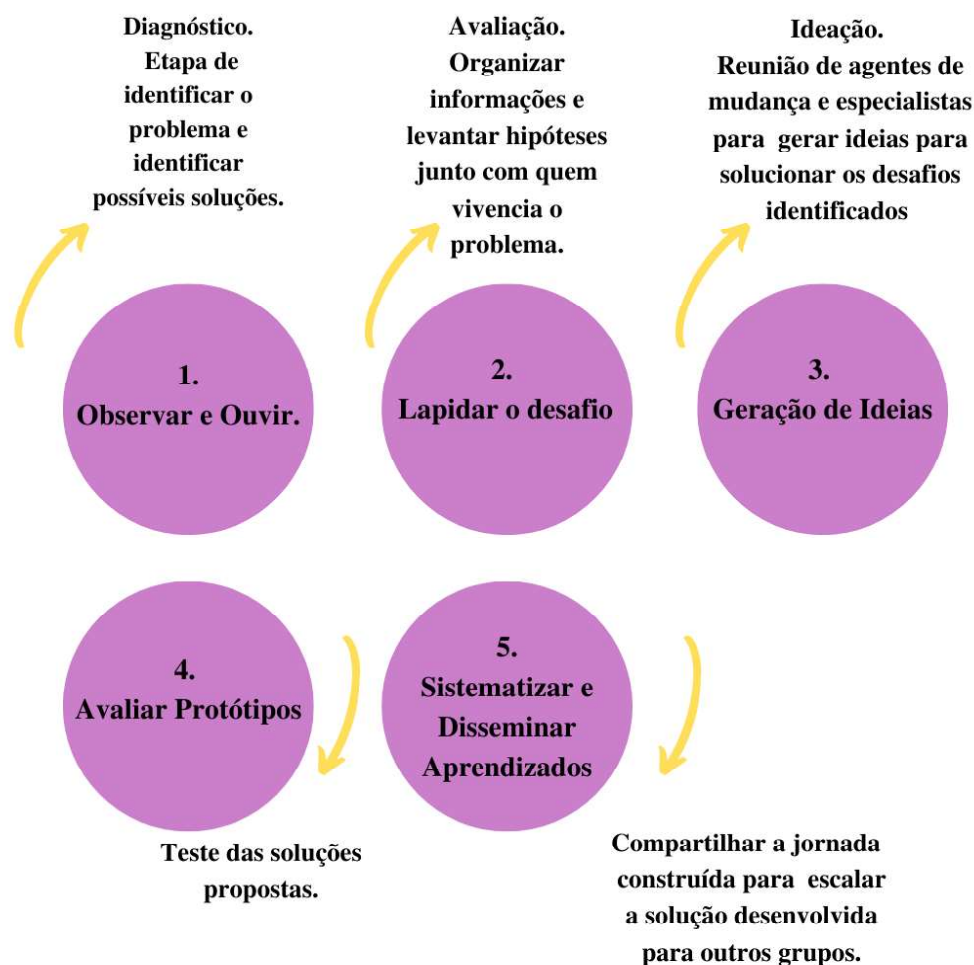 Diagnóstico.
Etapa de
identificar o
problema e
identificar
possíveis soluções.
Avaliação.
Organizar
informações e
levantar hipóteses
junto com quem
vivencia o
problema.
Ideação.
Reunião de agentes de
mudança e especialistas
para gerar ideias para
solucionar os desafios
identificados
1.
Observar e Ouvir.
2.
Lapidar o desafio
3.
Geração de Ideias
4.
Avaliar Protótipos
5.
Sistematizar e
Disseminar
Aprendizados
Teste das soluções
propostas.
Compartilhar a jornada
construída para escalar
a solução desenvolvida
para outros grupos.